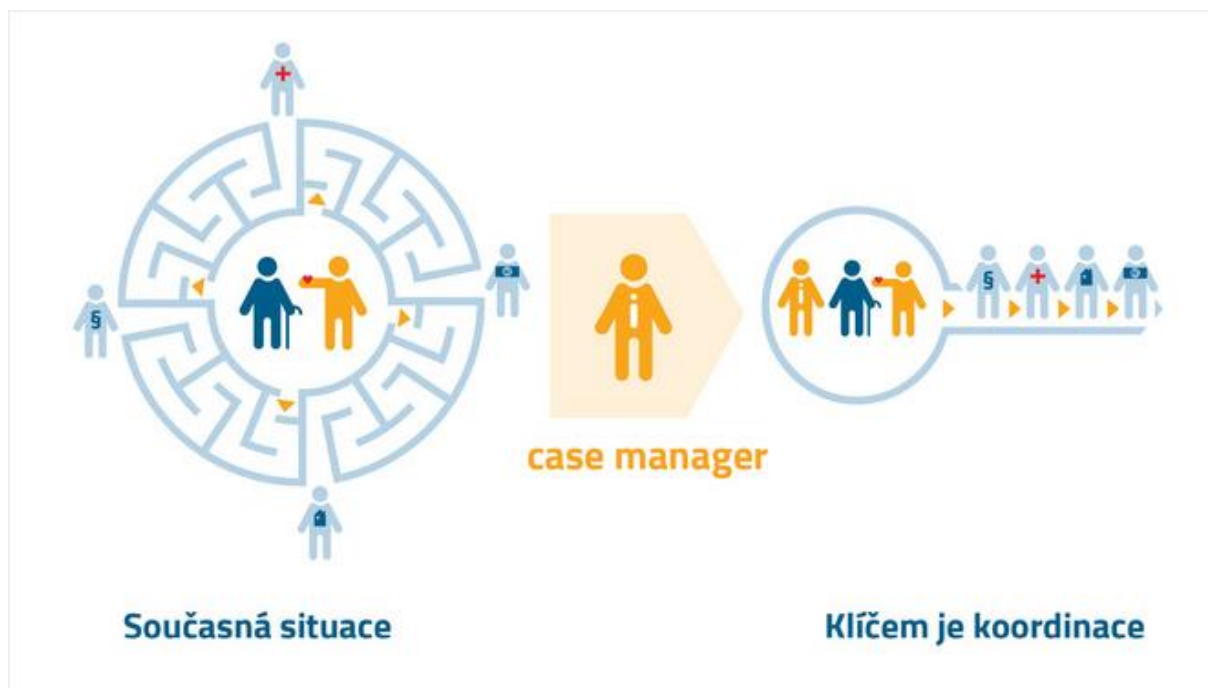 §
§
case manager
Současná situace
Klíčem je koordinace